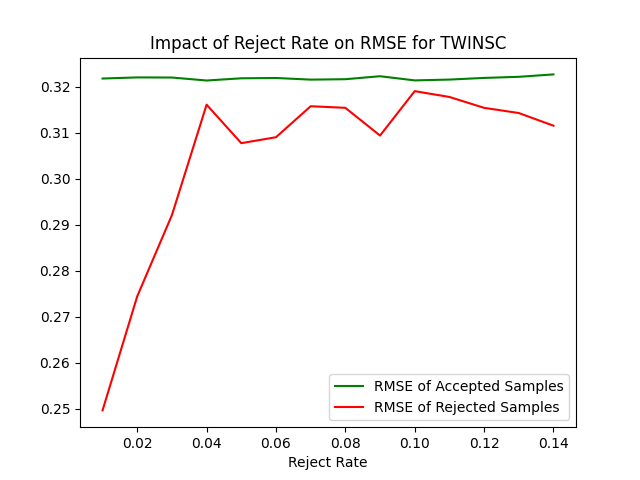 Impact of Reject Rate on RMSE for TWINSC
0.32
0.31
0.30
0.29
0.28
0.27
0.26
0.25
RMSE of Accepted Samples
RMSE of Rejected Samples
0.02 0.04 0.06 0.08 0.10 0.12 0.14
Reject Rate